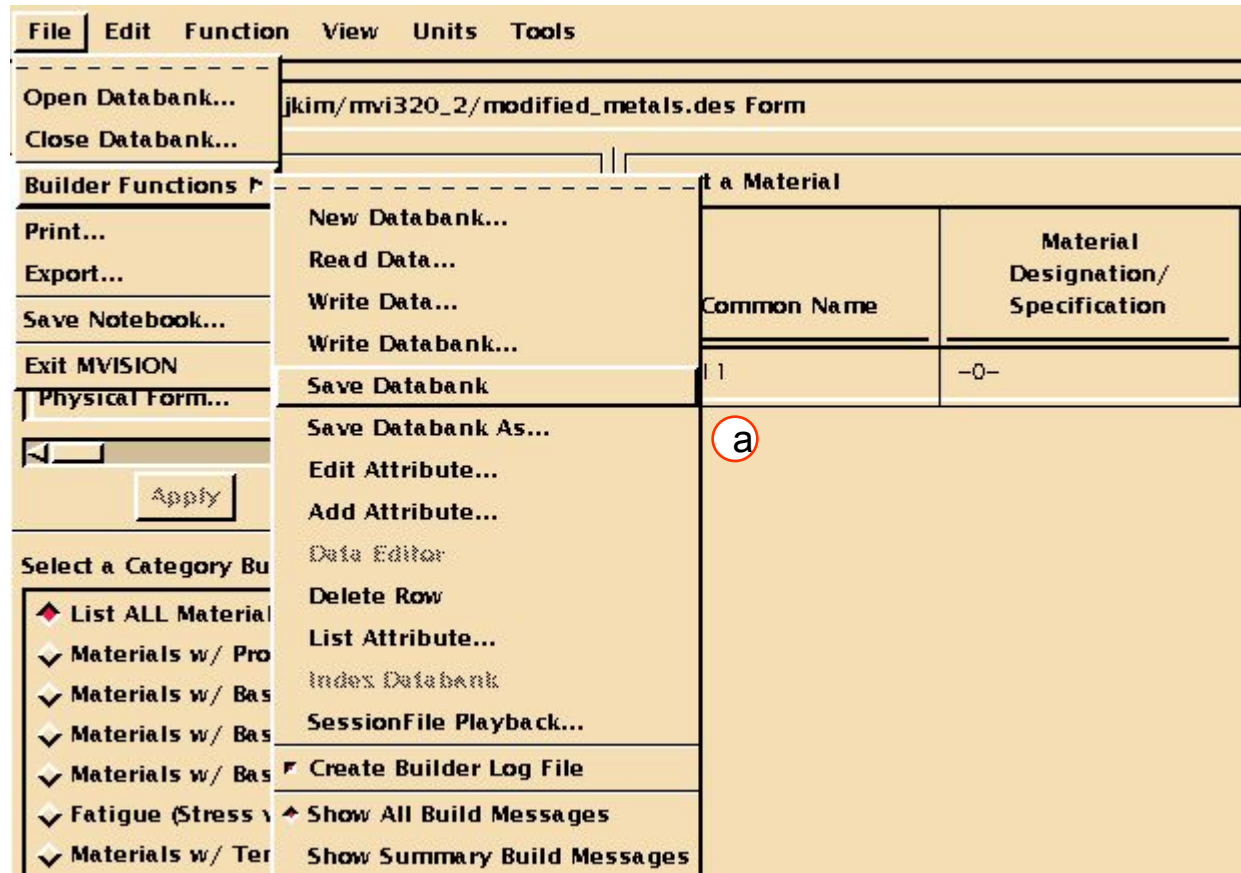 File Edit Function View Units Tools
Open Databank...
jkim/mvi320_2/modified_metals.des Form
Close Databank...
Builder Functions
t a Material
New Databank...
Print...
Read Data...
Export...
Write Data...
Save Notebook...
Write Databank...
Exit MVISION
Save Databank
Physical Form...
Common Name
Material
Designation/
Specification
-0-
Save Databank As...
a
Edit Attribute...
Apply
Add Attribute...
Data Editor
Select a Category Bu
Delete Row
List ALL Material
List Attribute...
Materials w/ Pro
Index Databank
Materials w/ Bas
SessionFile Playback...
Materials w/ Bas
Create Builder Log File
Materials w/ Bas
Show All Build Messages
Fatigue (Stress v
Show Summary Build Messages
Materials w/ Ter